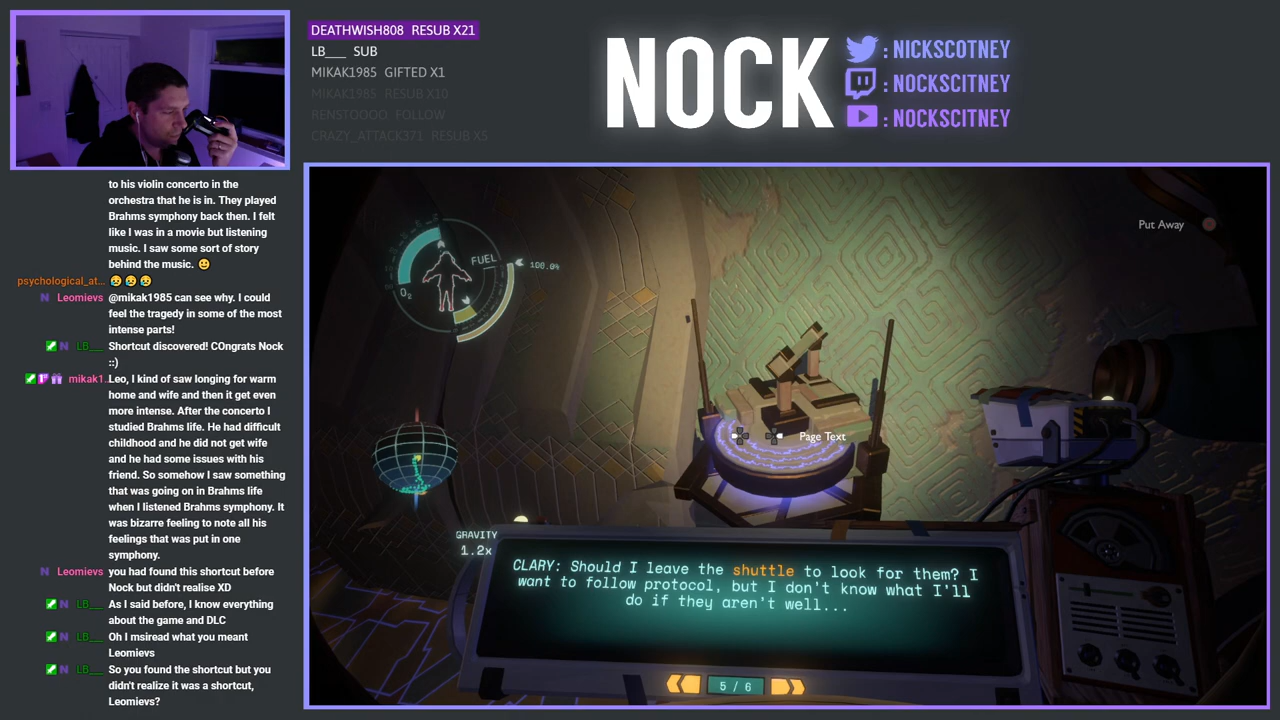 DEATHWISH808 RESUB X21
LB___ SUB
MIKAK1985 GIFTED X1
MIKAK1985 RESUB X10
RENSTOOOO FOLLOW
CRAZY_ATTACK371 RESUB X5
NOCK
: NICKSCOTNEY
: NOCKSCITNEY
: NOCKSCITNEY
to his violin concerto in the
orchestra that he is in. They played
Brahms symphony back then. I felt
like I was in a movie but listening
music. I saw some sort of story
behind the music. 🙂
psychological_at... 😥 😥 😥
N Leomievs @mikak1985 can see why. I could
feel the tragedy in some of the most
intense parts!
N LB___ Shortcut discovered! COngrats Nock
::)
mikak1... Leo, I kind of saw longing for warm
home and wife and then it get even
more intense. After the concerto I
studied Brahms life. He had difficult
childhood and he did not get wife
and he had some issues with his
friend. So somehow I saw something
that was going on in Brahms life
when I listened Brahms symphony. It
was bizarre feeling to note all his
feelings that was put in one
symphony.
N Leomievs you had found this shortcut before
Nock but didn't realise XD
N LB___ As I said before, I know everything
about the game and DLC
N LB___ Oh I msiread what you meant
Leomievs
N LB___ So you found the shortcut but you
didn't realize it was a shortcut,
Leomievs?
Put Away
FUEL
100.0%
O2
Page Text
GRAVITY
1.2x
CLARY: Should I leave the shuttle to look for them? I
want to follow protocol, but I don't know what I'll
do if they aren't well...
5 / 6